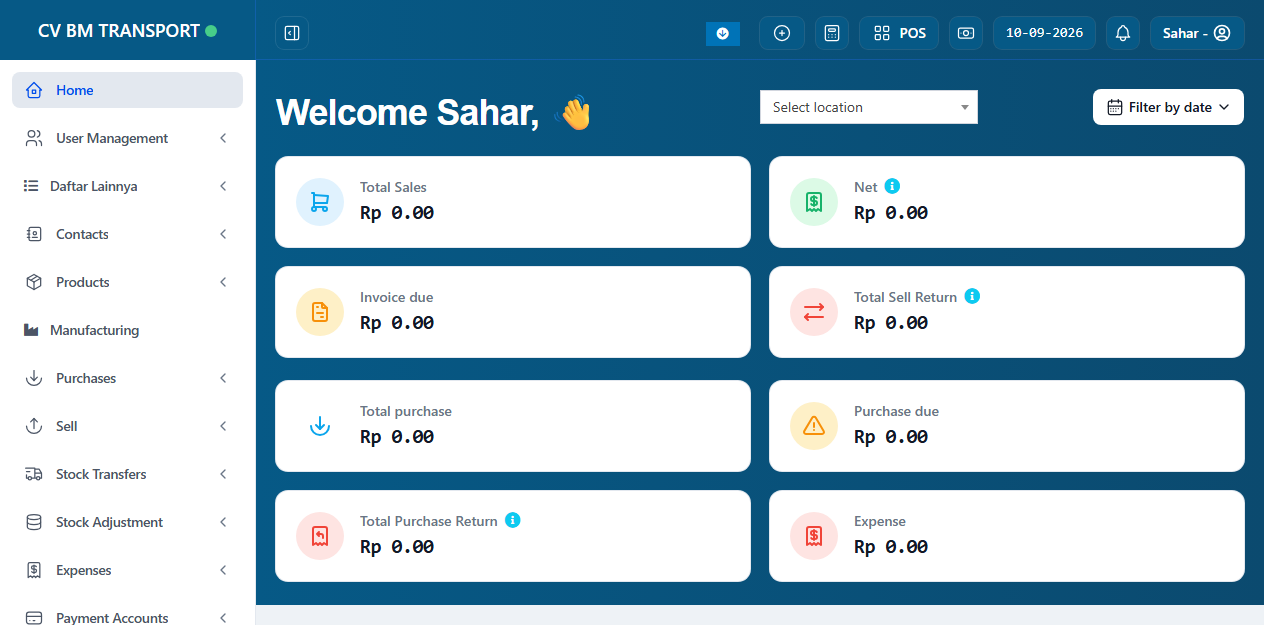 CV BM TRANSPORT
POS
10-09-2026
Sahar -
Home
User Management
Daftar Lainnya
Contacts
Products
Manufacturing
Purchases
Sell
Stock Transfers
Stock Adjustment
Expenses
Payment Accounts
Welcome Sahar,
Select location
Filter by date
Total Sales
Rp 0.00
Net
Rp 0.00
Invoice due
Rp 0.00
Total Sell Return
Rp 0.00
Total purchase
Rp 0.00
Purchase due
Rp 0.00
Total Purchase Return
Rp 0.00
Expense
Rp 0.00